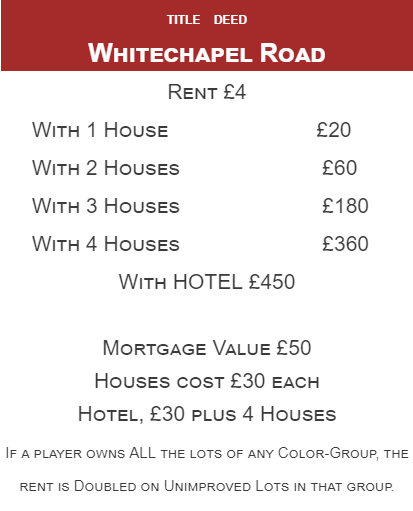 TITLE DEED
WHITECHAPEL ROAD
RENT £4
WITH 1 HOUSE £20
WITH 2 HOUSES £60
WITH 3 HOUSES £180
WITH 4 HOUSES £360
WITH HOTEL £450
MORTGAGE VALUE £50
HOUSES COST £30 EACH
HOTEL, £30 PLUS 4 HOUSES
IF A PLAYER OWNS ALL THE LOTS OF ANY COLOR-GROUP, THE
RENT IS DOUBLED ON UNIMPROVED LOTS IN THAT GROUP.